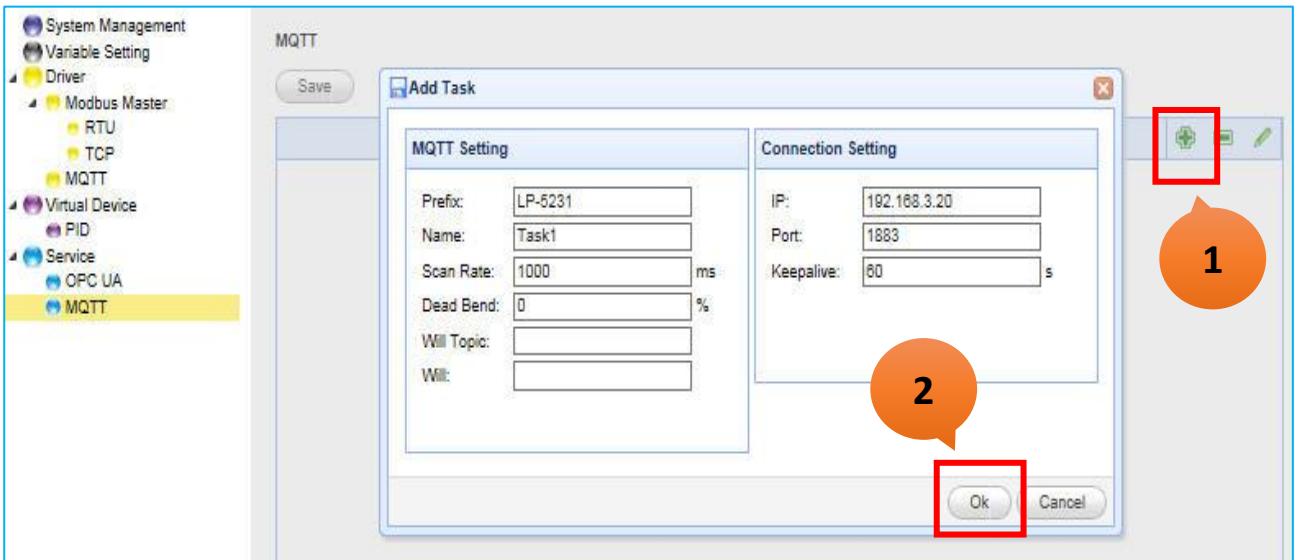 System Management
Variable Setting
Driver
Modbus Master
RTU
TCP
MQTT
Virtual Device
PID
Service
OPC UA
MQTT
MQTT
Save
Add Task
MQTT Setting
Prefix: LP-5231
Name: Task1
Scan Rate: 1000 ms
Dead Bend: 0 %
Will Topic:
Will:
Connection Setting
IP: 192.168.3.20
Port: 1883
Keepalive: 60 s
1
2
Ok Cancel